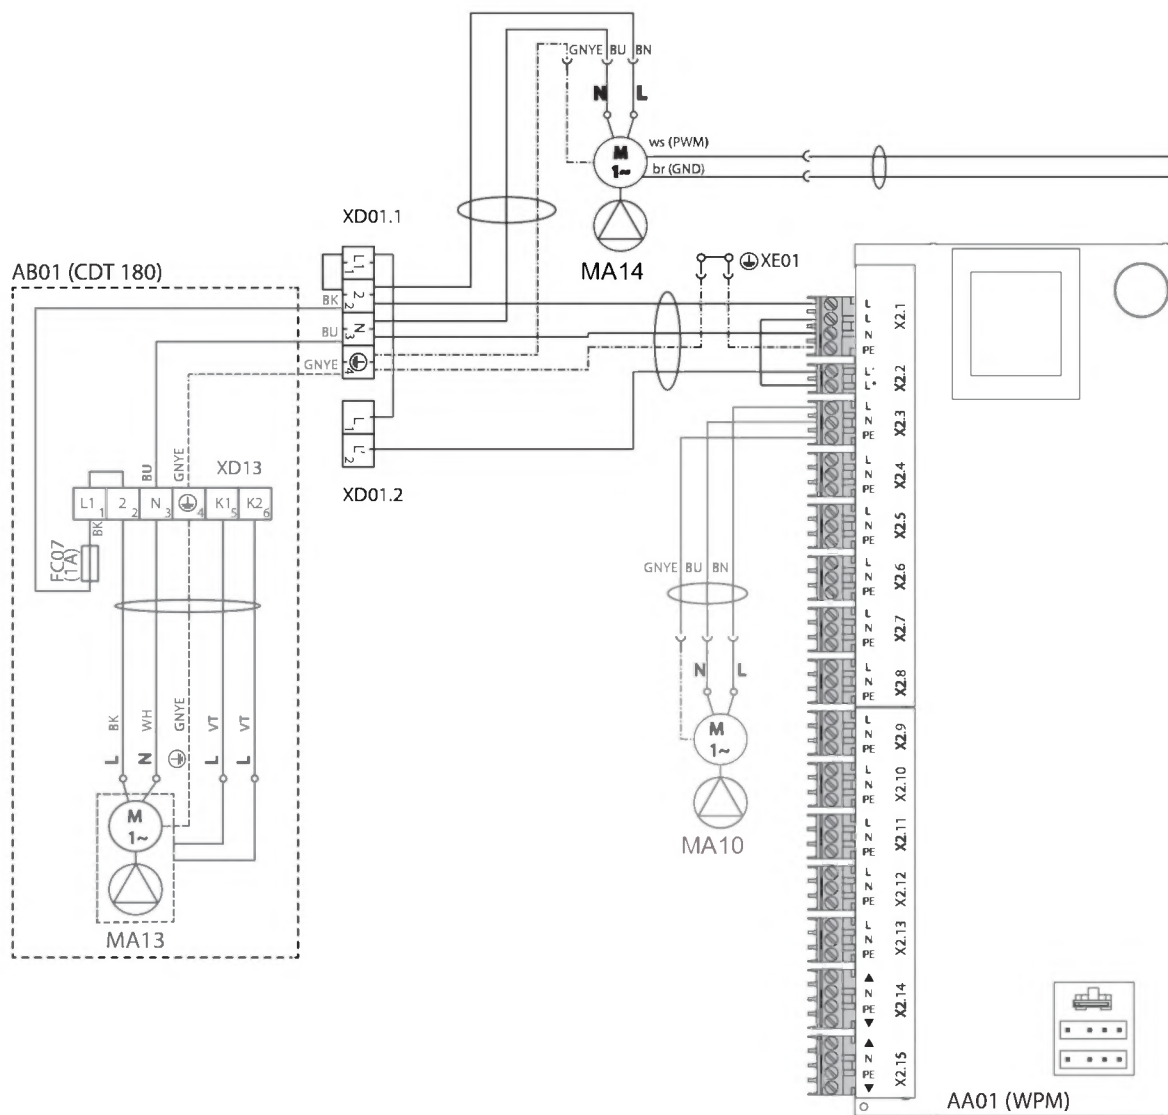 GNYE BU BN
N L
M
1~
ws (PWM)
br (GND)
MA14
XD01.1
L1 1
2 2
N 3
4
AB01 (CDT 180)
BK
BU
GNYE
XE01
L
1
L'
2
XD01.2
BU
GNYE
XD13
L1 1
2 2
N 3
4
K1 5
K2 6
BK
FC07
(1A)
L BK
N WH
GNYE
L VT
L VT
M
1~
MA13
GNYE BU BN
N L
M
1~
MA10
L
L
N
PE
X2.1
L'
L*
X2.2
L
N
PE
X2.3
L
N
PE
X2.4
L
N
PE
X2.5
L
N
PE
X2.6
L
N
PE
X2.7
L
N
PE
X2.8
L
N
PE
X2.9
L
N
PE
X2.10
L
N
PE
X2.11
L
N
PE
X2.12
L
N
PE
X2.13
▲
N
PE
▼
X2.14
▲
N
PE
▼
X2.15
AA01 (WPM)